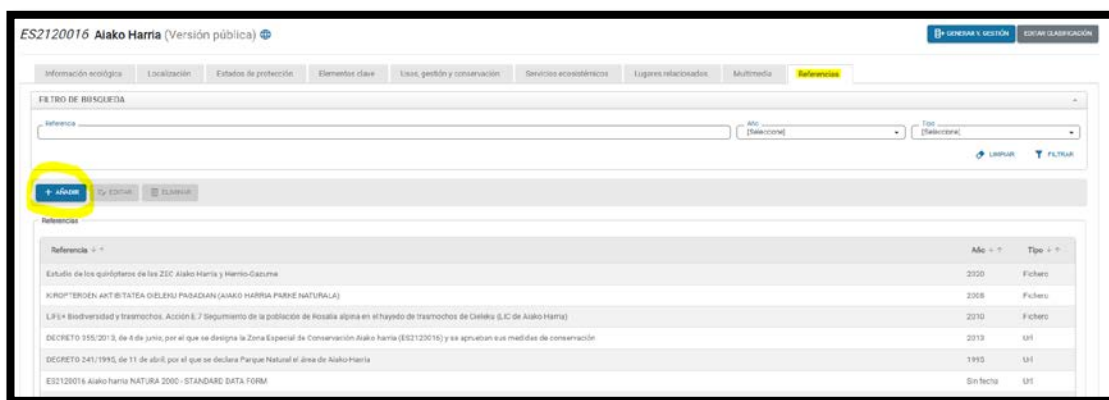 ES2120016 Aiako Harria (Versión pública)
GENERAR V. GESTIÓN EDITAR CLASIFICACIÓN
Información ecológica Localización Estados de protección Elementos clave Usos, gestión y conservación Servicios ecosistémicos Lugares relacionados Multimedia Referencias
FILTRO DE BÚSQUEDA
Referencia Año Tipo
[Seleccione] [Seleccione]
LIMPIAR FILTRAR
+ AÑADIR EDITAR ELIMINAR
Referencias
Referencia Año Tipo
Estudio de los quirópteros de las ZEC Aiako Harria y Hernio-Gazume 2020 Fichero
KIROPTEROEN AKTIBITATEA OIELEKU PAGADIAN (AIAKO HARRIA PARKE NATURALA) 2008 Fichero
LIFE+ Biodiversidad y trasmochos. Acción E.7 Seguimiento de la población de Rosalia alpina en el hayedo de trasmochos de Oieleku (LIC de Aiako Harria) 2010 Fichero
DECRETO 355/2013, de 4 de junio, por el que se designa la Zona Especial de Conservación Aiako harria (ES2120016) y se aprueban sus medidas de conservación 2013 Url
DECRETO 241/1995, de 11 de abril, por el que se declara Parque Natural el área de Aiako-Harria 1995 Url
ES2120016 Aiako harria NATURA 2000 - STANDARD DATA FORM Sin fecha Url